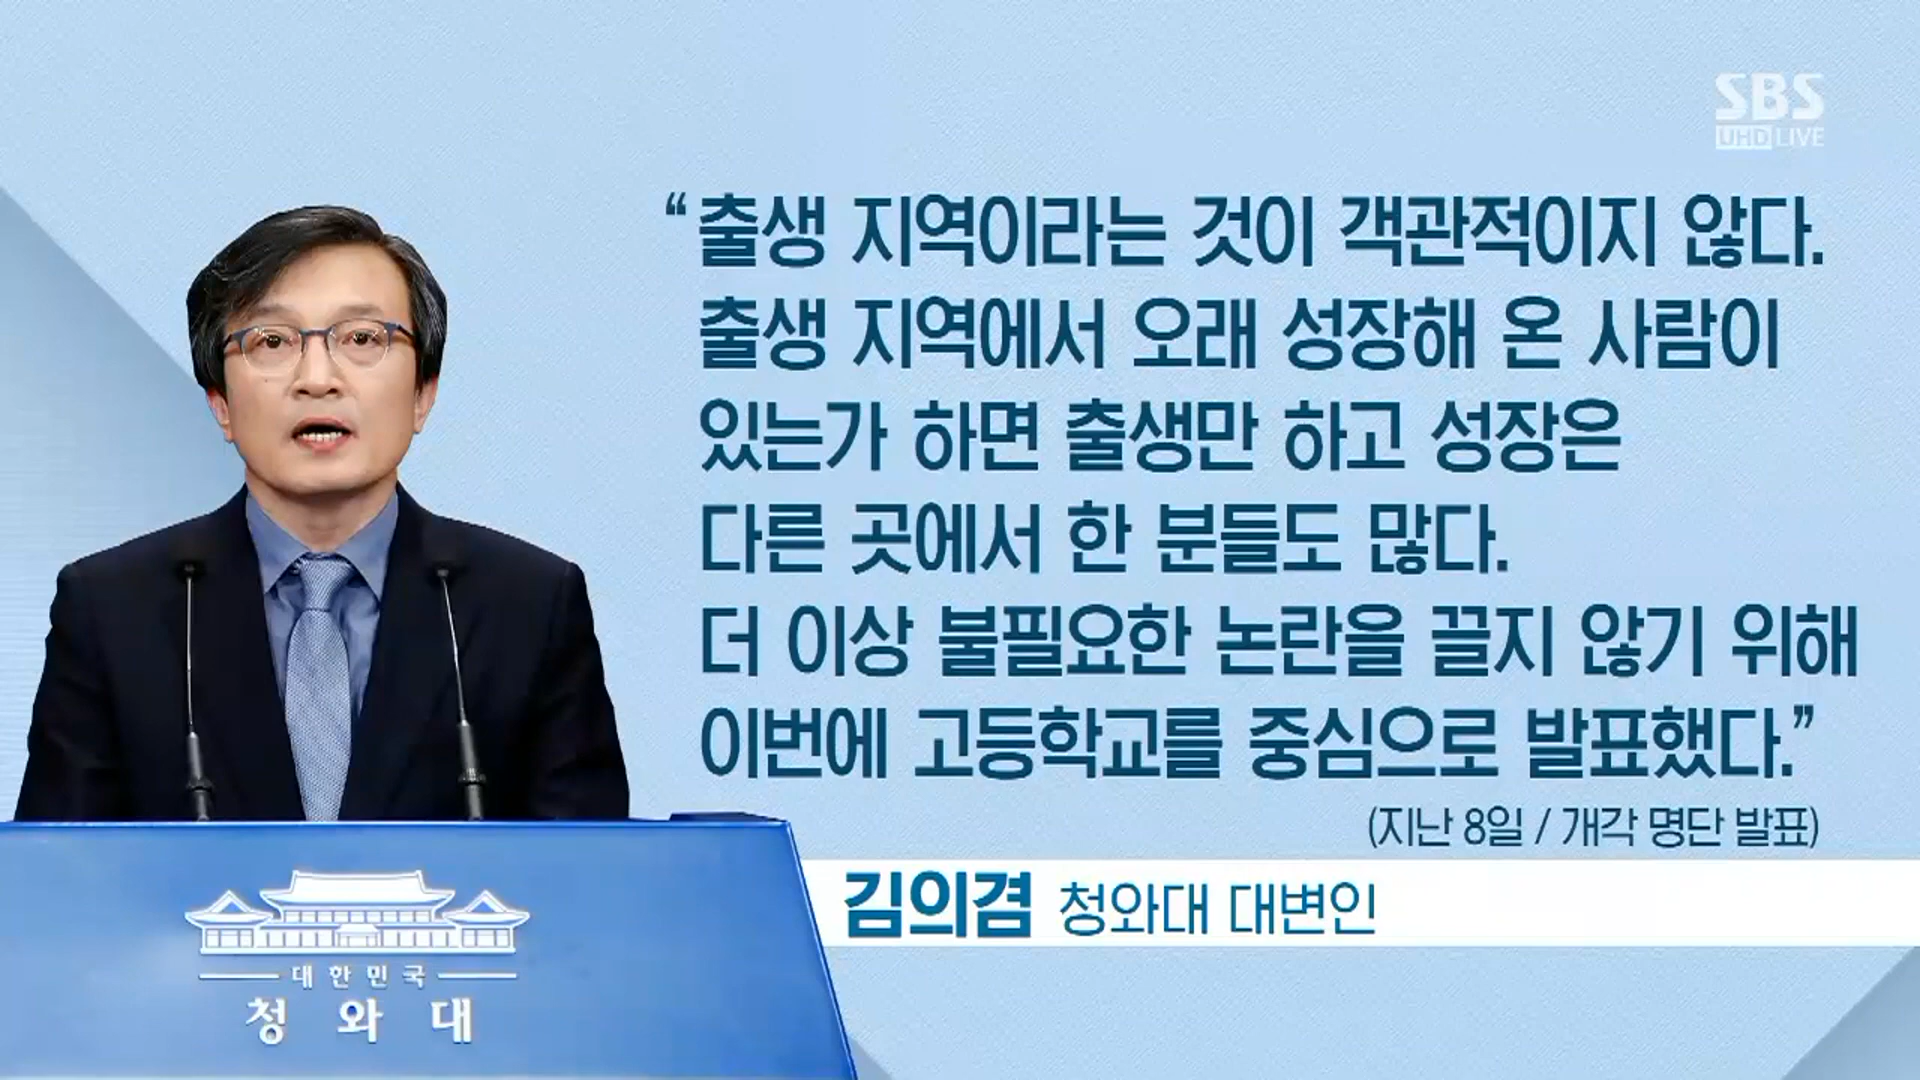 SBS
UHD LIVE
“출생 지역이라는 것이 객관적이지 않다.
출생 지역에서 오래 성장해 온 사람이
있는가 하면 출생만 하고 성장은
다른 곳에서 한 분들도 많다.
더 이상 불필요한 논란을 끌지 않기 위해
이번에 고등학교를 중심으로 발표했다.”
(지난 8일 / 개각 명단 발표)
김의겸 청와대 대변인
대한민국
청와대